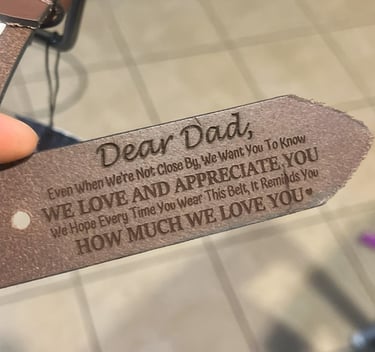 Dear Dad,
Even When We're Not Close By, We Want You To Know
WE LOVE AND APPRECIATE YOU
We Hope Every Time You Wear This Belt, It Reminds You
HOW MUCH WE LOVE YOU♥